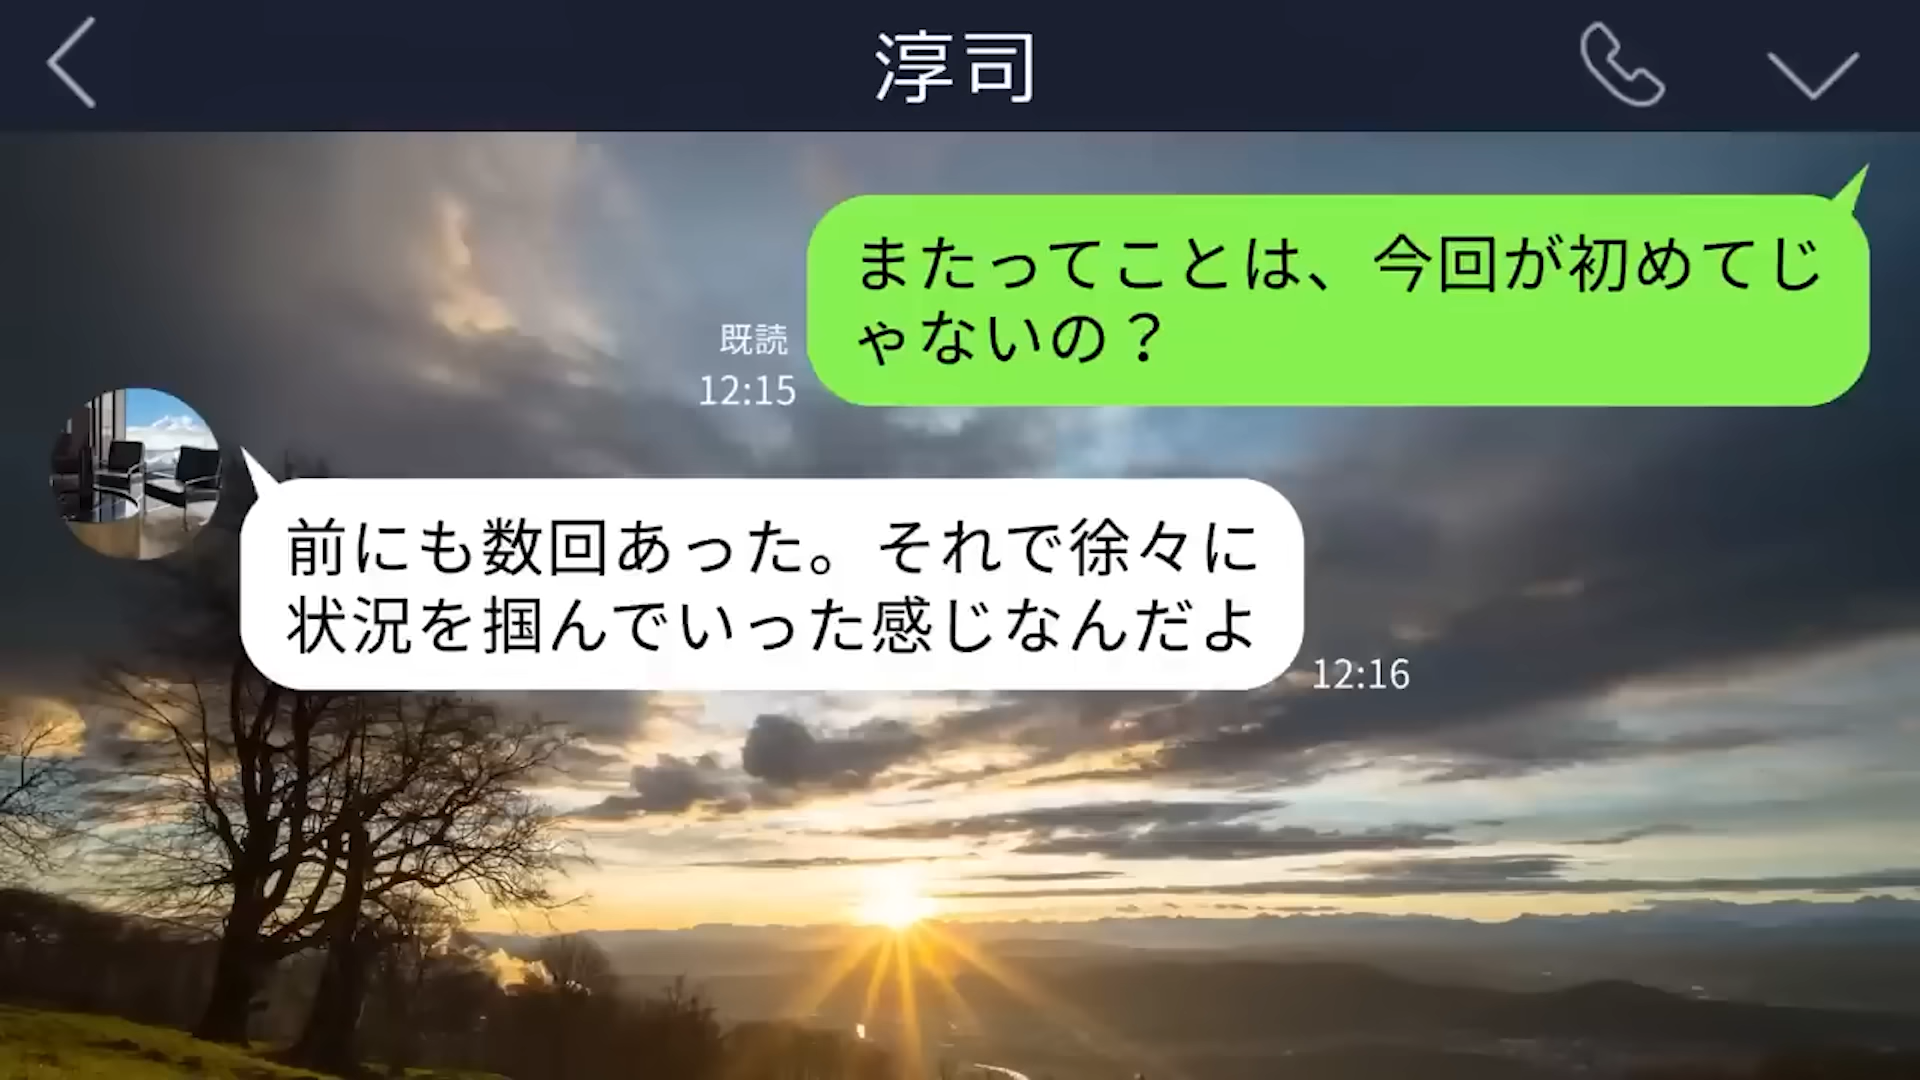 淳司
またってことは、今回が初めてじ
ゃないの？
既読
12:15
前にも数回あった。それで徐々に
状況を掴んでいった感じなんだよ
12:16